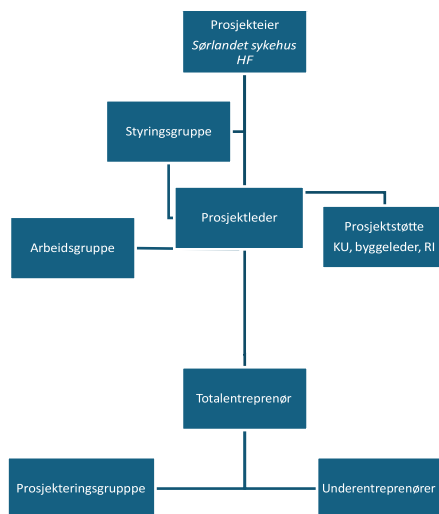 Prosjekteier
Sørlandet sykehus
HF
Styringsgruppe
Prosjektleder
Prosjektstøtte
KU, byggeleder, RI
Arbeidsgruppe
Totalentreprenør
Prosjekteringsgrupppe
Underentreprenører